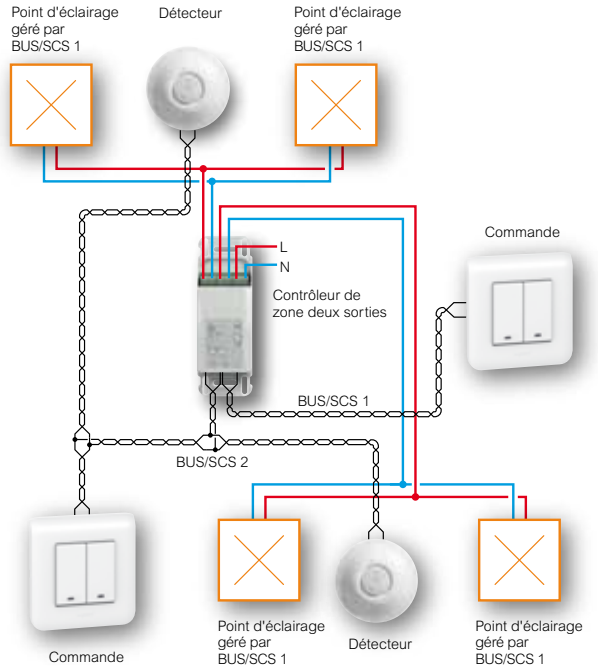 Point d'éclairage
géré par
BUS/SCS 1
Détecteur
Point d'éclairage
géré par
BUS/SCS 1
L
N
Commande
Contrôleur de
zone deux sorties
BUS/SCS 1
BUS/SCS 2
Commande
Point d'éclairage
géré par
BUS/SCS 1
Détecteur
Point d'éclairage
géré par
BUS/SCS 1